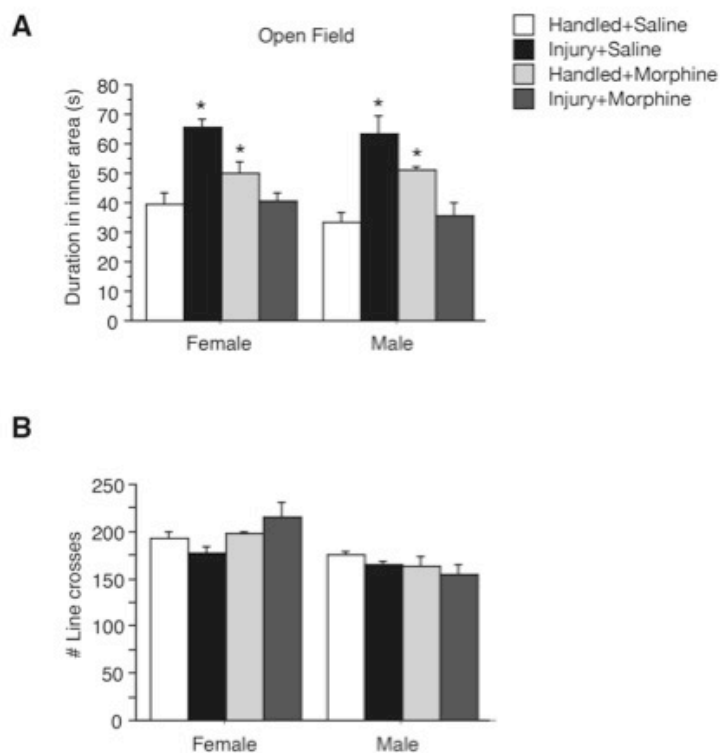 A
Open Field
Handled+Saline
Injury+Saline
Handled+Morphine
Injury+Morphine
Duration in inner area (s)
80
70
60
50
40
30
20
10
0
*
*
*
*
Female
Male
B
# Line crosses
250
200
150
100
50
0
Female
Male